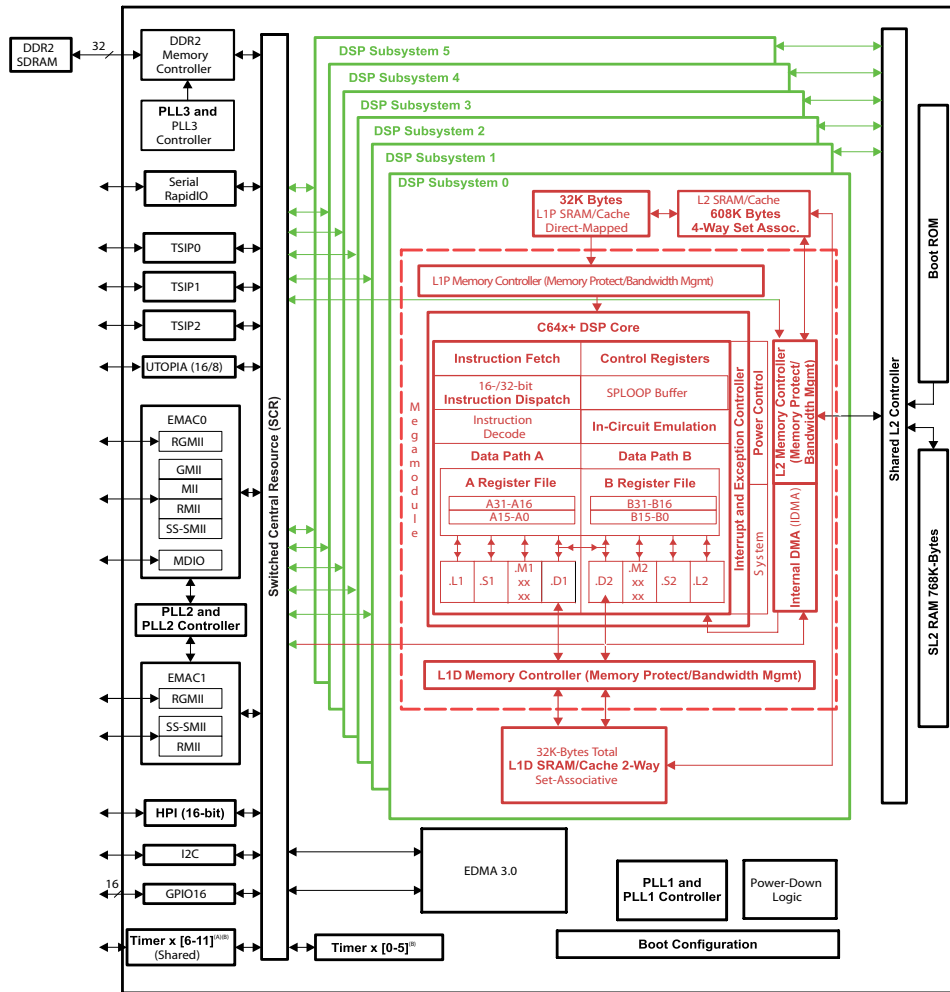 DDR2
SDRAM
32
DDR2
Memory
Controller
PLL3 and
PLL3
Controller
Serial
RapidIO
TSIP0
TSIP1
TSIP2
UTOPIA (16/8)
EMAC0
RGMII
GMII
MII
RMII
SS-SMII
MDIO
PLL2 and
PLL2 Controller
EMAC1
RGMII
SS-SMII
RMII
HPI (16-bit)
I2C
16
GPIO16
Timer x [6-11](A)(B)
(Shared)
Switched Central Resource (SCR)
DSP Subsystem 5
DSP Subsystem 4
DSP Subsystem 3
DSP Subsystem 2
DSP Subsystem 1
DSP Subsystem 0
32K Bytes
L1P SRAM/Cache
Direct-Mapped
L2 SRAM/Cache
608K Bytes
4-Way Set Assoc.
L1P Memory Controller (Memory Protect/Bandwidth Mgmt)
Megamodule
C64x+ DSP Core
Instruction Fetch
Control Registers
16-/32-bit
Instruction Dispatch
SPLOOP Buffer
Instruction
Decode
In-Circuit Emulation
Data Path A
Data Path B
A Register File
B Register File
A31-A16
A15-A0
B31-B16
B15-B0
.L1
.S1
.M1
xx
xx
.D1
.D2
.M2
xx
xx
.S2
.L2
Interrupt and Exception Controller
Power Control
System
L2 Memory Controller
(Memory Protect/
Bandwidth Mgmt)
Internal DMA (IDMA)
L1D Memory Controller (Memory Protect/Bandwidth Mgmt)
32K-Bytes Total
L1D SRAM/Cache 2-Way
Set-Associative
Shared L2 Controller
Boot ROM
SL2 RAM 768K-Bytes
EDMA 3.0
PLL1 and
PLL1 Controller
Power-Down
Logic
Timer x [0-5](B)
Boot Configuration